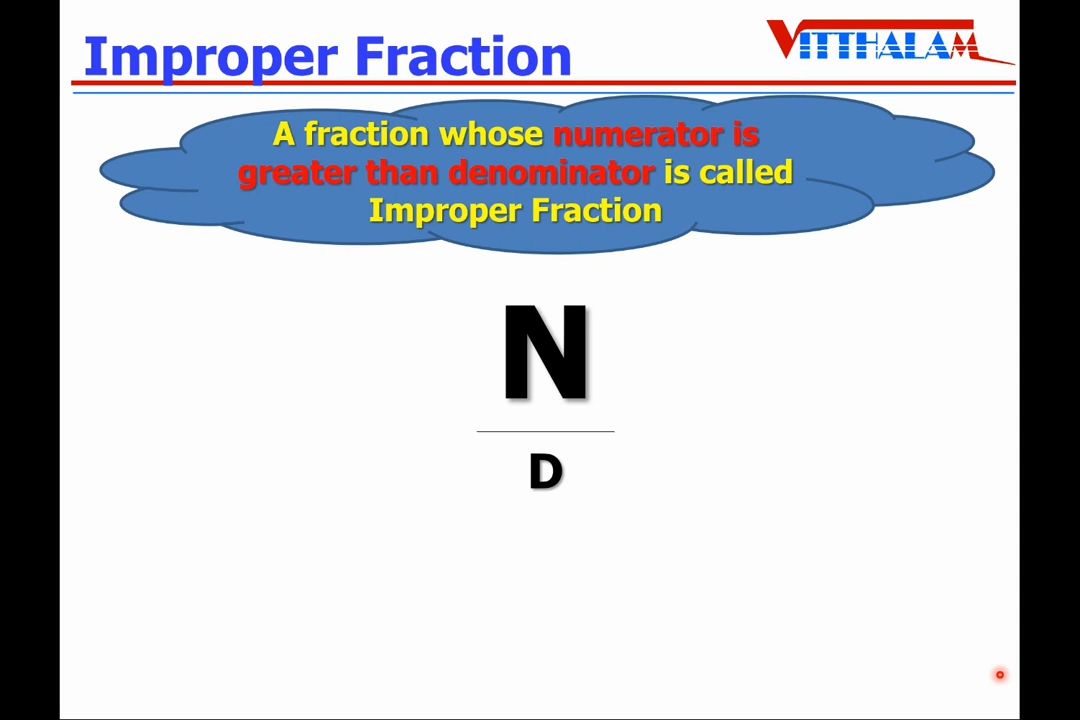 Improper Fraction
VITTHALAM
A fraction whose numerator is
greater than denominator is called
Improper Fraction
N
D